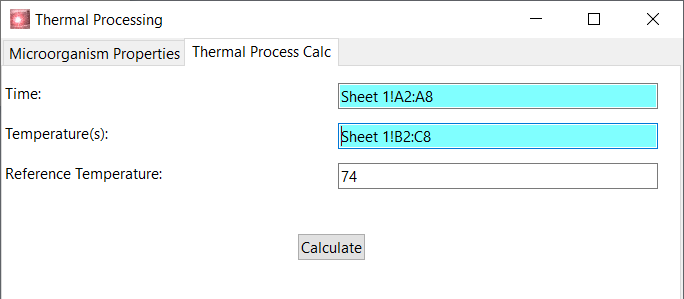 Thermal Processing
Microorganism Properties Thermal Process Calc
Time: Sheet 1!A2:A8
Temperature(s): Sheet 1!B2:C8
Reference Temperature: 74
Calculate